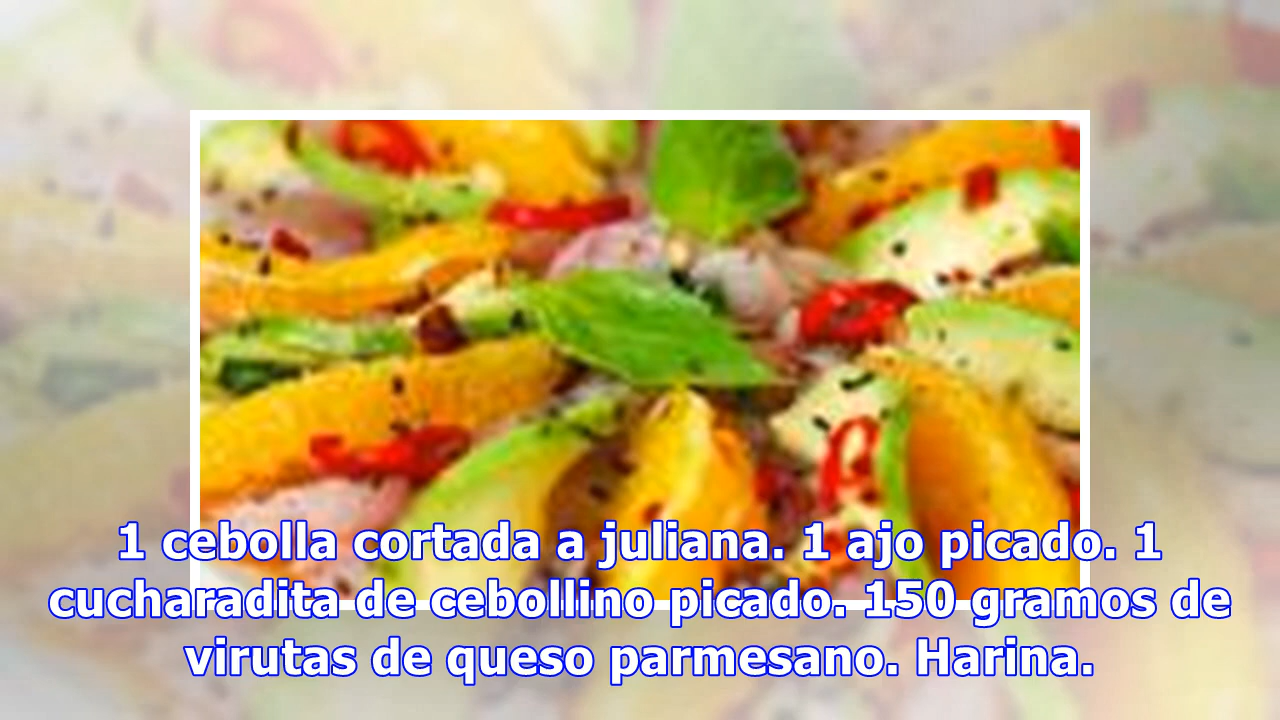 1 cebolla cortada a juliana. 1 ajo picado. 1
cucharadita de cebollino picado. 150 gramos de
virutas de queso parmesano. Harina.